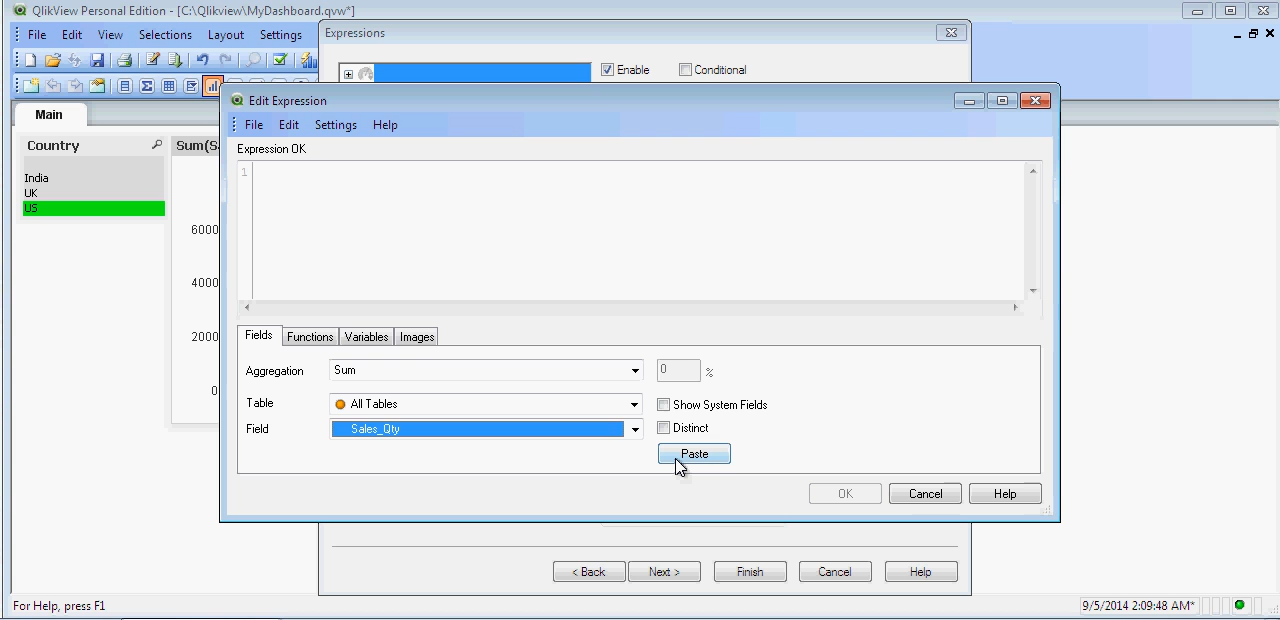 QlikView Personal Edition - [C:\Qlikview\MyDashboard.qvw*]
File Edit View Selections Layout Settings
Expressions
Enable
Conditional
Edit Expression
File Edit Settings Help
Main
Expression OK
Country
Sum(S
1
India
UK
US
6000
4000
2000
0
Fields Functions Variables Images
Aggregation Sum 0 %
Table All Tables Show System Fields
Field Sales_Qty Distinct
Paste
OK Cancel Help
< Back Next > Finish Cancel Help
For Help, press F1
9/5/2014 2:09:48 AM*